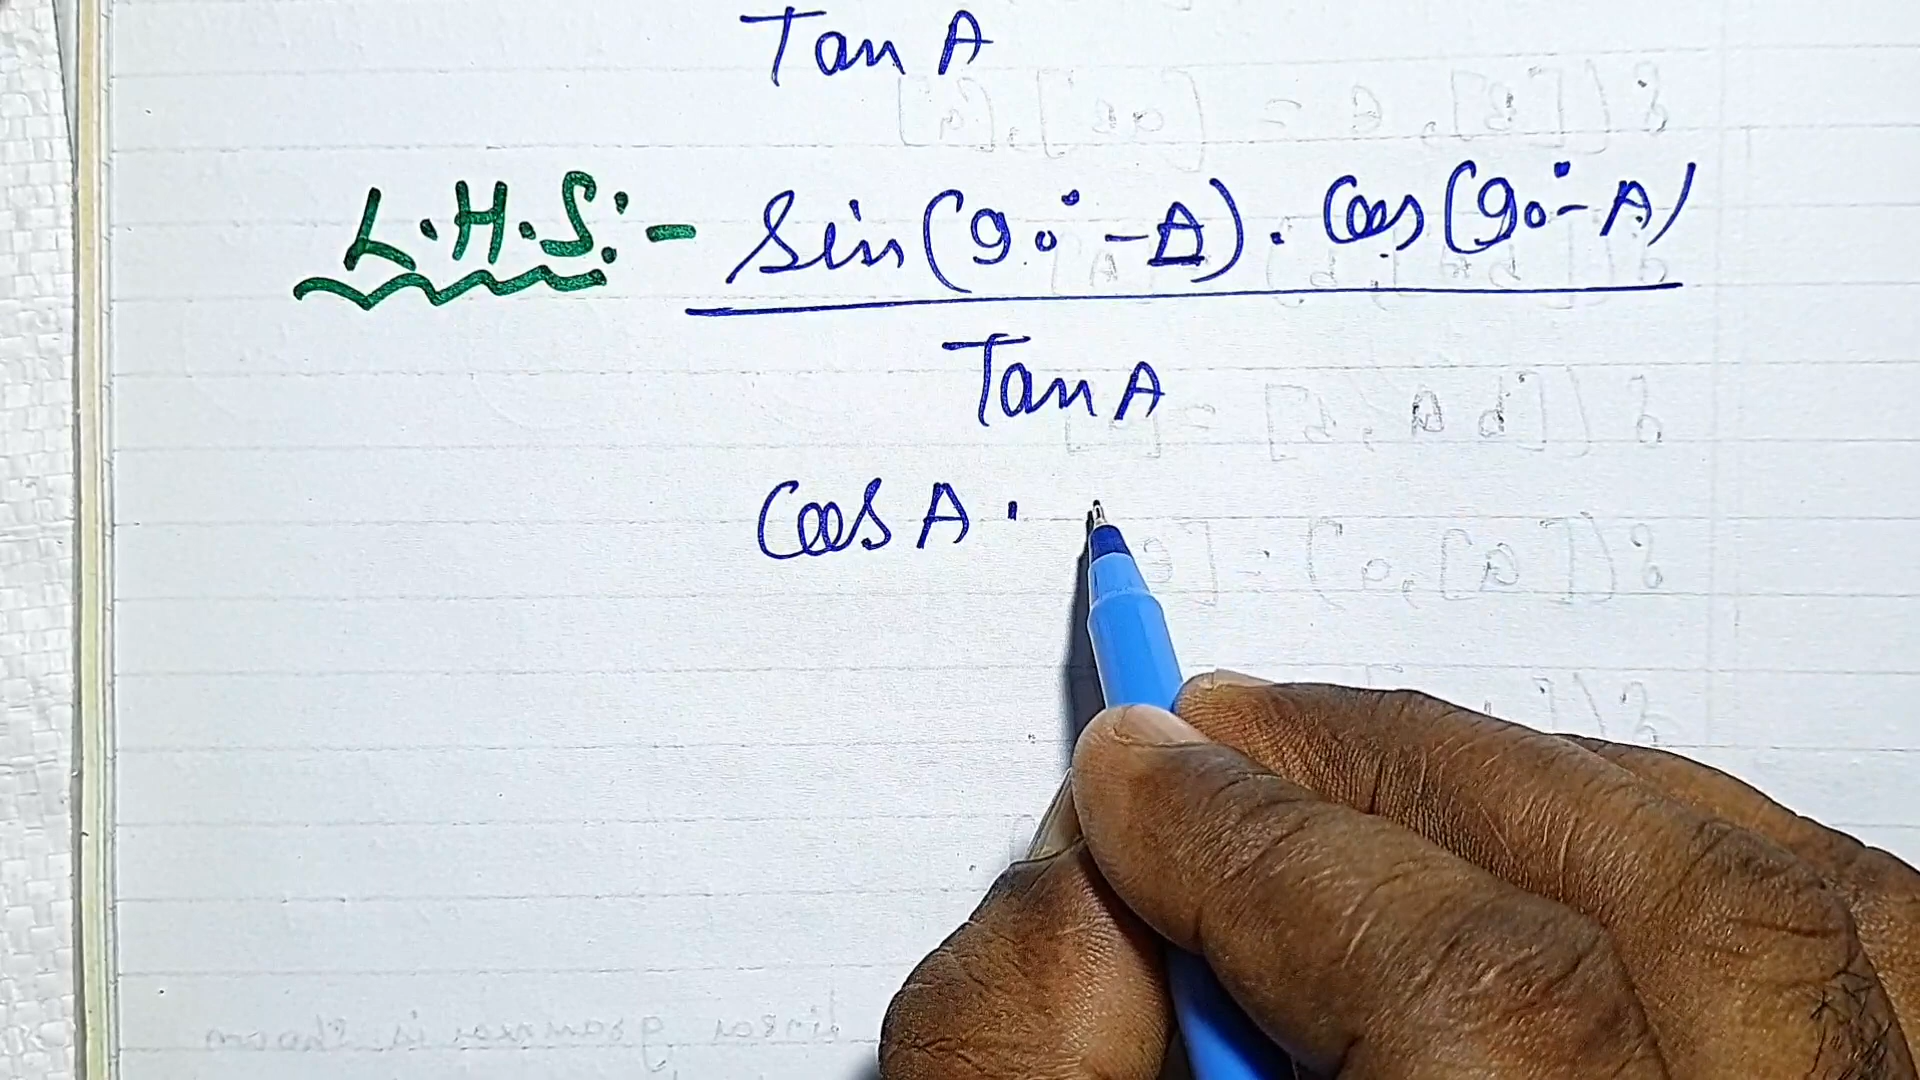 Tan A
L.H.S:- Sin(90°-A). Cos(90°-A)
Tan A
Cos A .